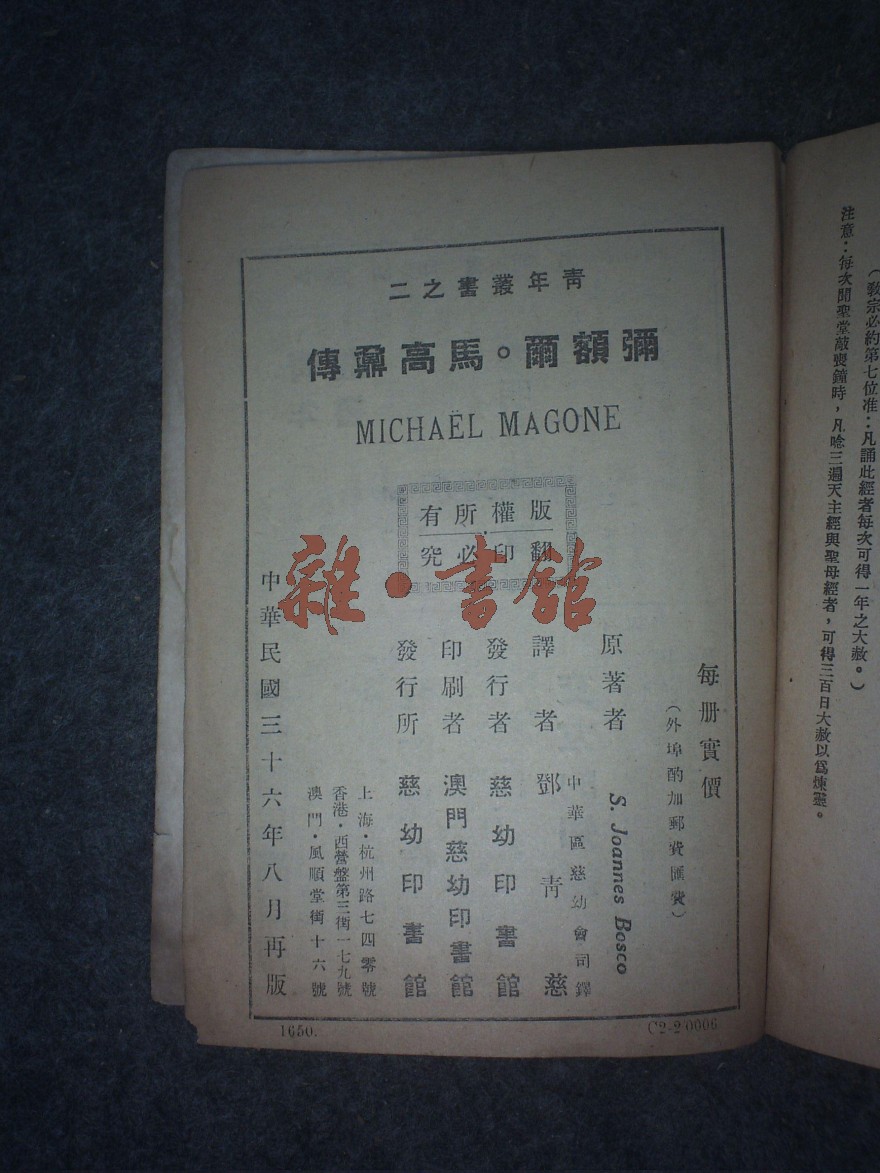 (教宗必約第七位准：凡誦此經者每次可得一年之大赦。)
注意：每次聞聖堂敲喪鐘時，凡唸三遍天主經與聖母經者，可得三百日大赦以爲煉靈。
青年叢書之二
彌額爾。馬高鼐傳
MICHAËL MAGONE
版權所有
翻印必究
雜·書館
每册實價
(外埠酌加郵費匯費)
原著者 S. Joannes Bosco
中華區慈幼會司鐸
譯者 鄧青慈
發行者 慈幼印書館
印刷者 澳門慈幼印書館
發行所 慈幼印書館
上海·杭州路七四零號
香港·西營盤第三街一七九號
澳門·風順堂街十六號
中華民國三十六年八月再版
1650.
C2-2 0006